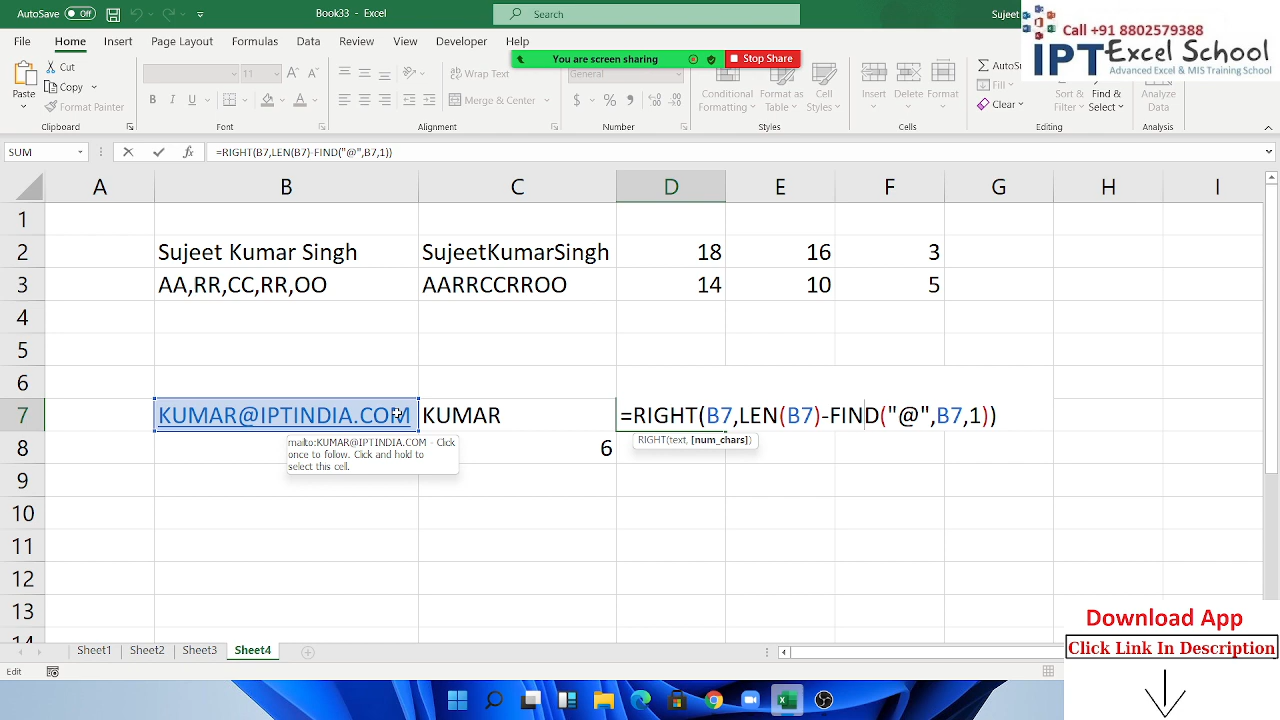 AutoSave Off Book33 - Excel Search Sujeet
Call +91 8802579388
IPT Excel School
Advanced Excel & MIS Training School
File Home Insert Page Layout Formulas Data View Developer Help
You are screen sharing Stop Share
Paste Cut Copy Format Painter
Clipboard
11
B I U
Font
Wrap Text
Merge & Center
Alignment
General
$ % ,
Number
Conditional Formatting Format as Table Cell Styles
Styles
Insert Delete Format
Cells
AutoSu
Clear
Sort & Filter Find & Select
Editing
Analyze Data
Analysis
SUM fx =RIGHT(B7,LEN(B7)-FIND("@",B7,1))
A B C D E F G H I
1
2 Sujeet Kumar Singh SujeetKumarSingh 18 16 3
3 AA,RR,CC,RR,OO AARRCCRROO 14 10 5
4
5
6
7 KUMAR@IPTINDIA.COM KUMAR =RIGHT(B7,LEN(B7)-FIND("@",B7,1))
RIGHT(text, [num_chars])
mailto:KUMAR@IPTINDIA.COM - Click
once to follow. Click and hold to
select this cell.
8 6
9
10
11
12
13
14
Download App
Click Link In Description
Sheet1 Sheet2 Sheet3 Sheet4
Edit